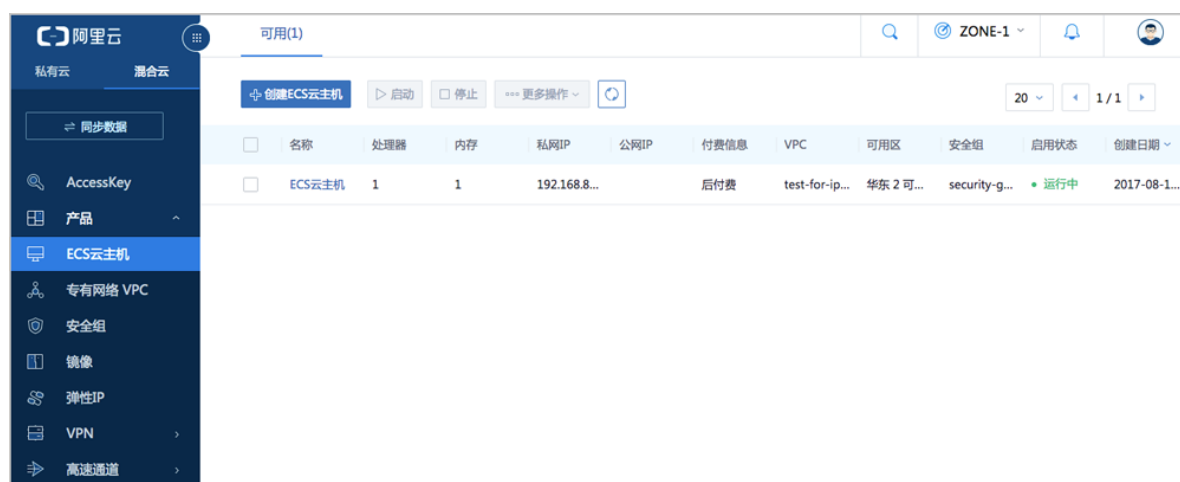 阿里云
可用(1)
ZONE-1
私有云 混合云
创建ECS云主机 启动 停止 更多操作
20 1 / 1
同步数据
名称 处理器 内存 私网IP 公网IP 付费信息 VPC 可用区 安全组 启用状态 创建日期
ECS云主机 1 1 192.168.8... 后付费 test-for-ip... 华东 2 可... security-g... 运行中 2017-08-1...
AccessKey
产品
ECS云主机
专有网络 VPC
安全组
镜像
弹性IP
VPN
高速通道